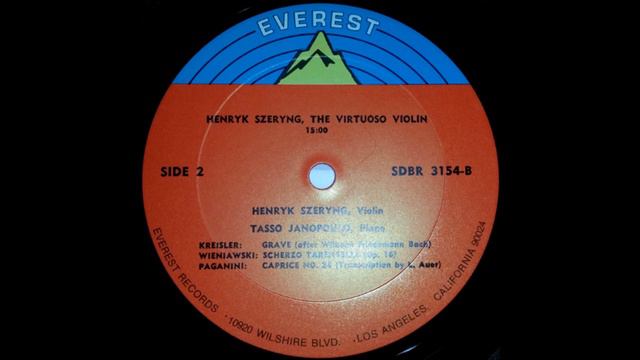 EVEREST
HENRYK SZERYNG, THE VIRTUOSO VIOLIN
15:00
SIDE 2
SDBR 3154-B
HENRYK SZERYNG, Violin
TASSO JANOPOULO, Piano
KREISLER: GRAVE (after Wilhelm Friedemann Bach)
WIENIAWSKI: SCHERZO TARENTELLA (Op. 16)
PAGANINI: CAPRICE NO. 24 (Transcription by L. Auer)
EVEREST RECORDS · 10920 WILSHIRE BLVD. · LOS ANGELES, CALIFORNIA 90024